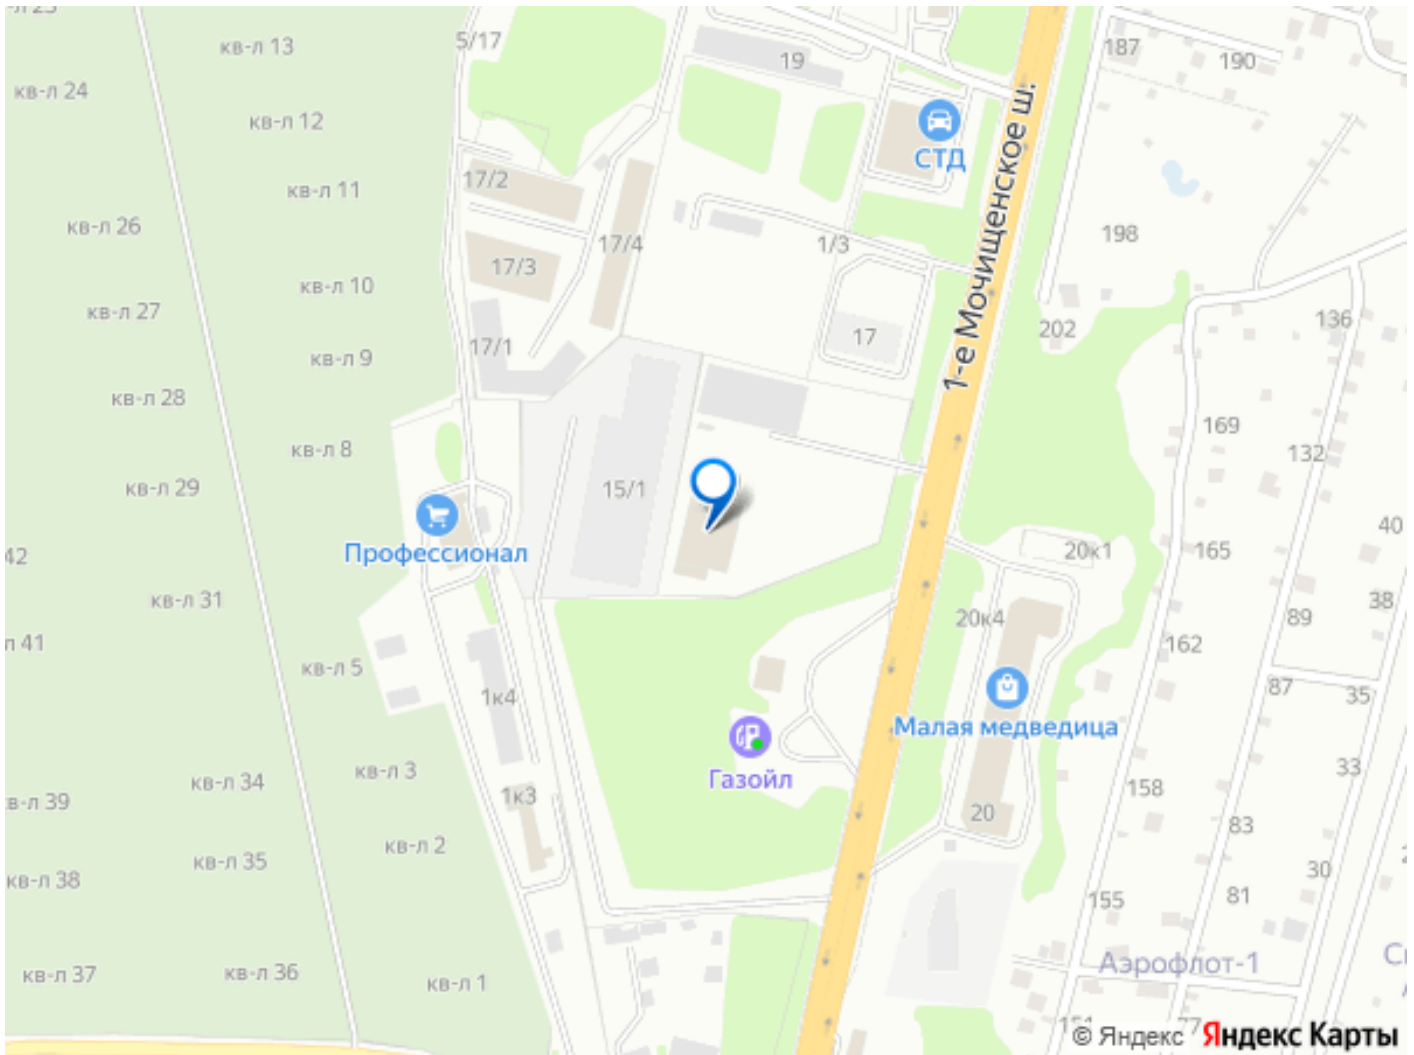 кв-л 13
5/17
19
187
190
кв-л 24
кв-л 12
СТД
1-е Мочищенское ш.
кв-л 11
17/2
кв-л 26
17/4
1/3
198
17/3
кв-л 10
кв-л 27
202
136
17
17/1
кв-л 9
кв-л 28
169
кв-л 8
132
кв-л 29
15/1
40
Профессионал
42
20к1
165
кв-л 31
38
20к4
89
л 41
162
кв-л 5
87
35
1к4
Малая медведица
33
кв-л 3
Газойл
кв-л 34
158
1к3
в-л 39
20
83
кв-л 2
кв-л 35
30
кв-л 38
81
155
Аэрофлот-1
кв-л 37
кв-л 36
кв-л 1
151
77
© Яндекс Яндекс Карты